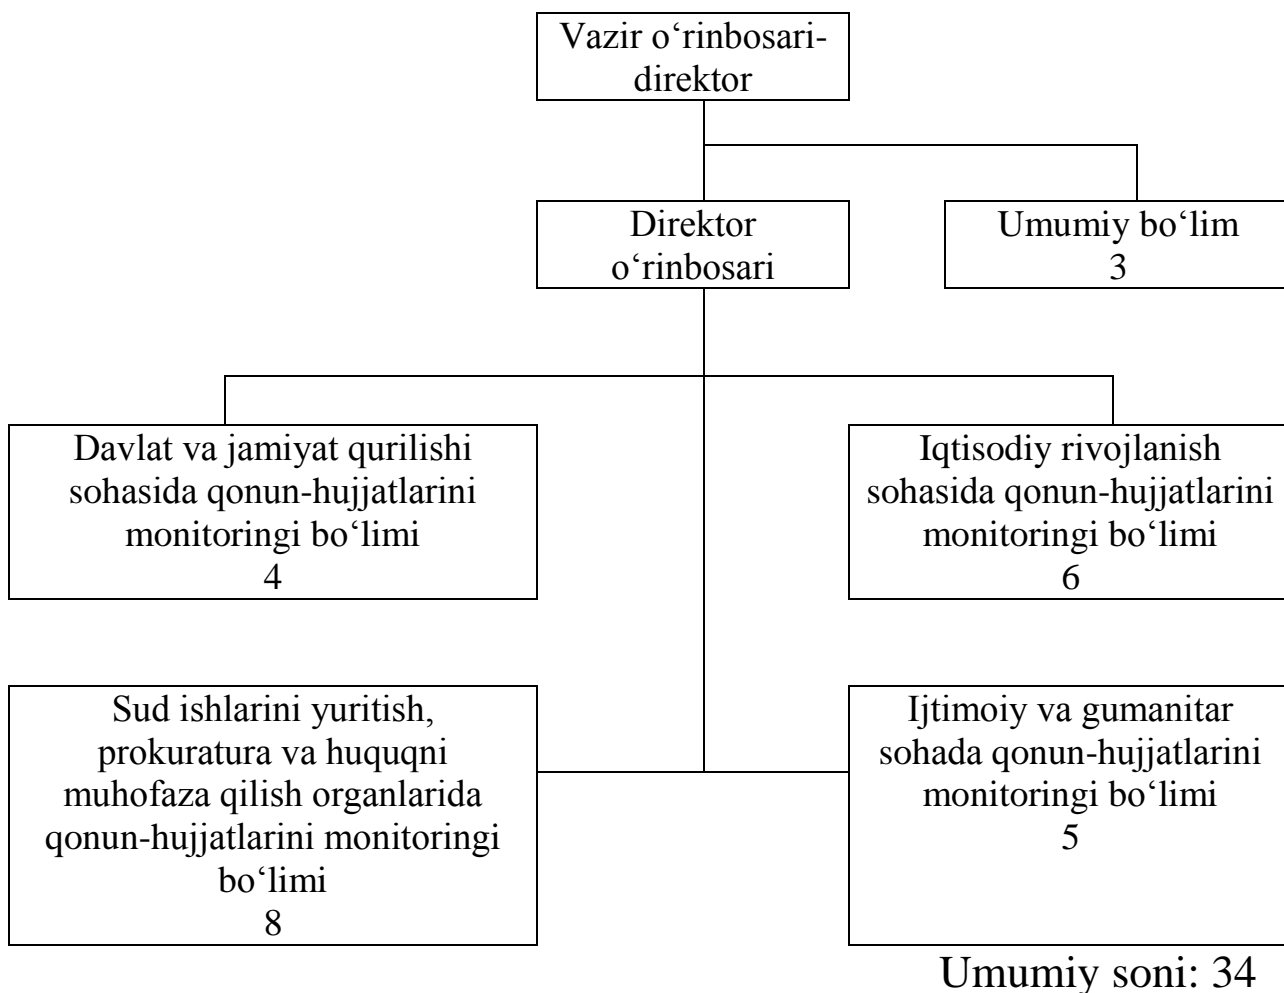 Vazir o‘rinbosari-
direktor
Direktor
o‘rinbosari
Umumiy bo‘lim
3
Davlat va jamiyat qurilishi
sohasida qonun-hujjatlarini
monitoringi bo‘limi
4
Iqtisodiy rivojlanish
sohasida qonun-hujjatlarini
monitoringi bo‘limi
6
Sud ishlarini yuritish,
prokuratura va huquqni
muhofaza qilish organlarida
qonun-hujjatlarini monitoringi
bo‘limi
8
Ijtimoiy va gumanitar
sohada qonun-hujjatlarini
monitoringi bo‘limi
5
Umumiy soni: 34